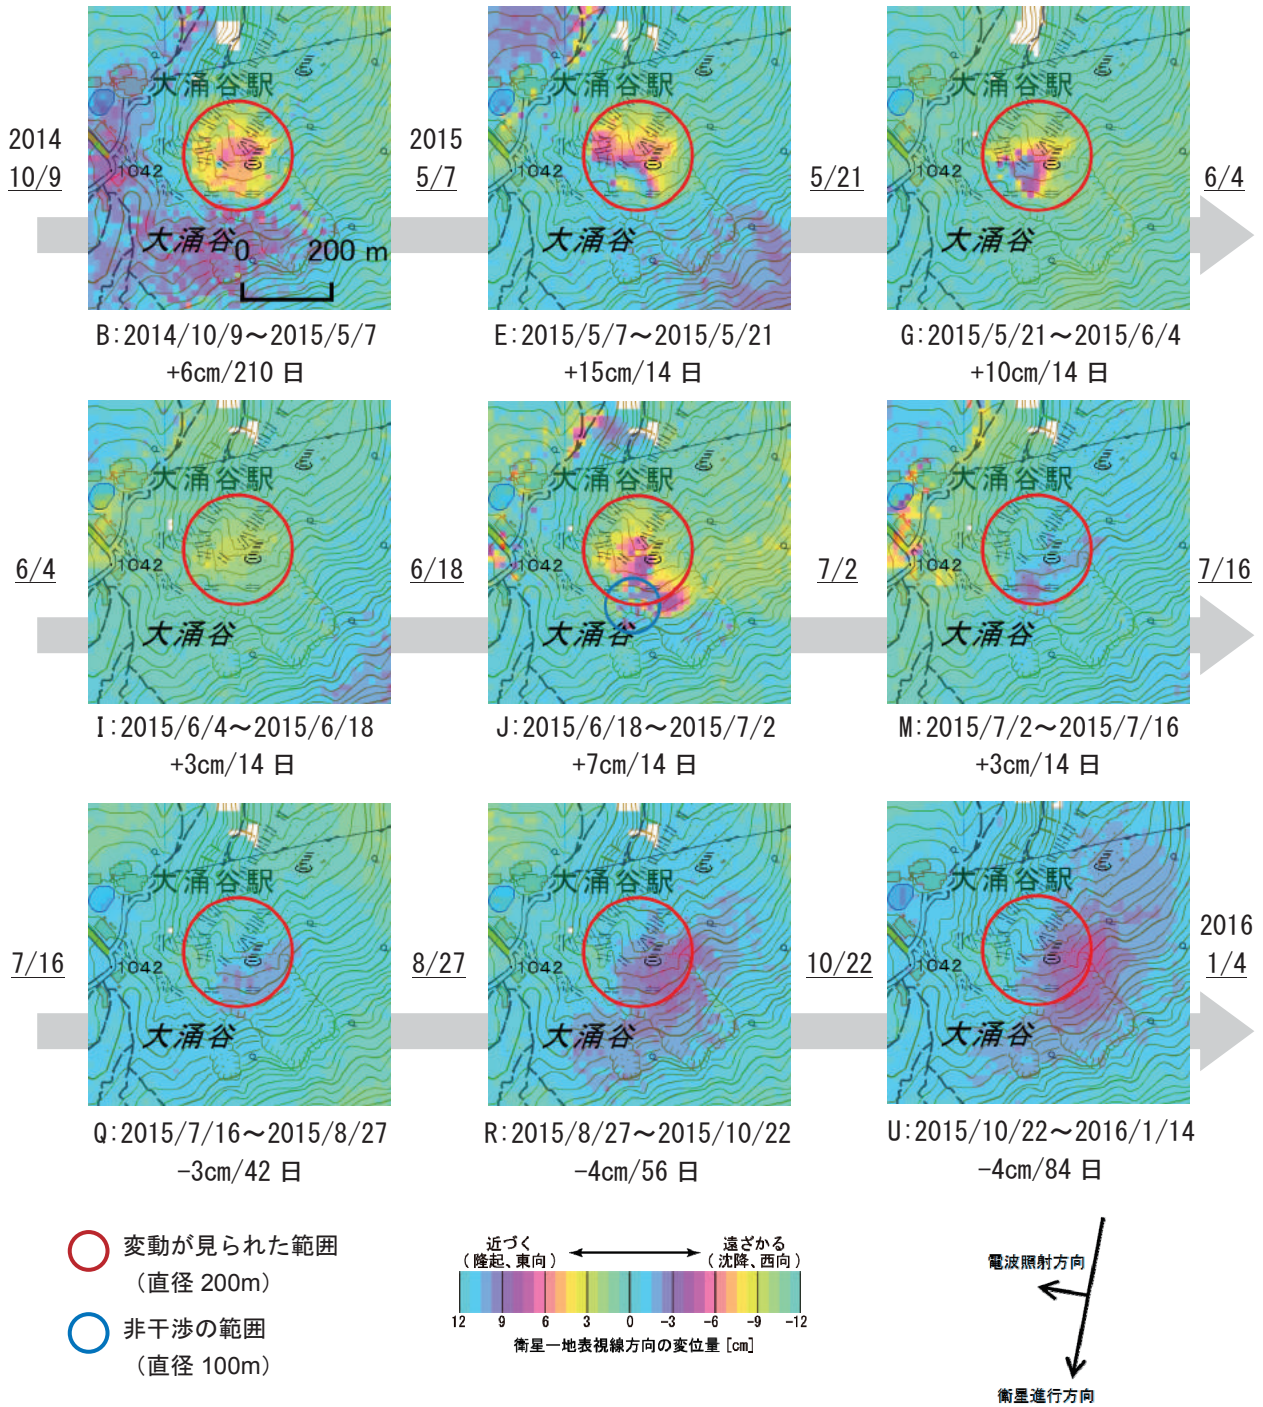 大涌谷駅
1042
大涌谷
0 200 m
2014
10/9
B:2014/10/9～2015/5/7
+6cm/210 日
大涌谷駅
1042
大涌谷
2015
5/7
E:2015/5/7～2015/5/21
+15cm/14 日
大涌谷駅
1042
大涌谷
5/21
6/4
G:2015/5/21～2015/6/4
+10cm/14 日
大涌谷駅
1042
大涌谷
6/4
I:2015/6/4～2015/6/18
+3cm/14 日
大涌谷駅
1042
大涌谷
6/18
J:2015/6/18～2015/7/2
+7cm/14 日
大涌谷駅
1042
大涌谷
7/2
7/16
M:2015/7/2～2015/7/16
+3cm/14 日
大涌谷駅
1042
大涌谷
7/16
Q:2015/7/16～2015/8/27
−3cm/42 日
大涌谷駅
1042
大涌谷
8/27
R:2015/8/27～2015/10/22
−4cm/56 日
大涌谷駅
1042
大涌谷
10/22
2016
1/4
U:2015/10/22～2016/1/14
−4cm/84 日
変動が見られた範囲
（直径 200m）
非干渉の範囲
（直径 100m）
近づく
（隆起、東向）
遠ざかる
（沈降、西向）
12 9 6 3 0 -3 -6 -9 -12
衛星―地表視線方向の変位量 [cm]
電波照射方向
衛星進行方向